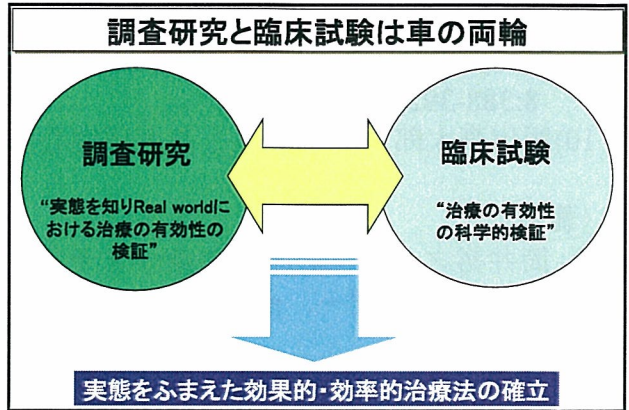 調査研究と臨床試験は車の両輪
調査研究
“実態を知りReal worldに
おける治療の有効性の
検証”
臨床試験
“治療の有効性
の科学的検証”
実態をふまえた効果的・効率的治療法の確立